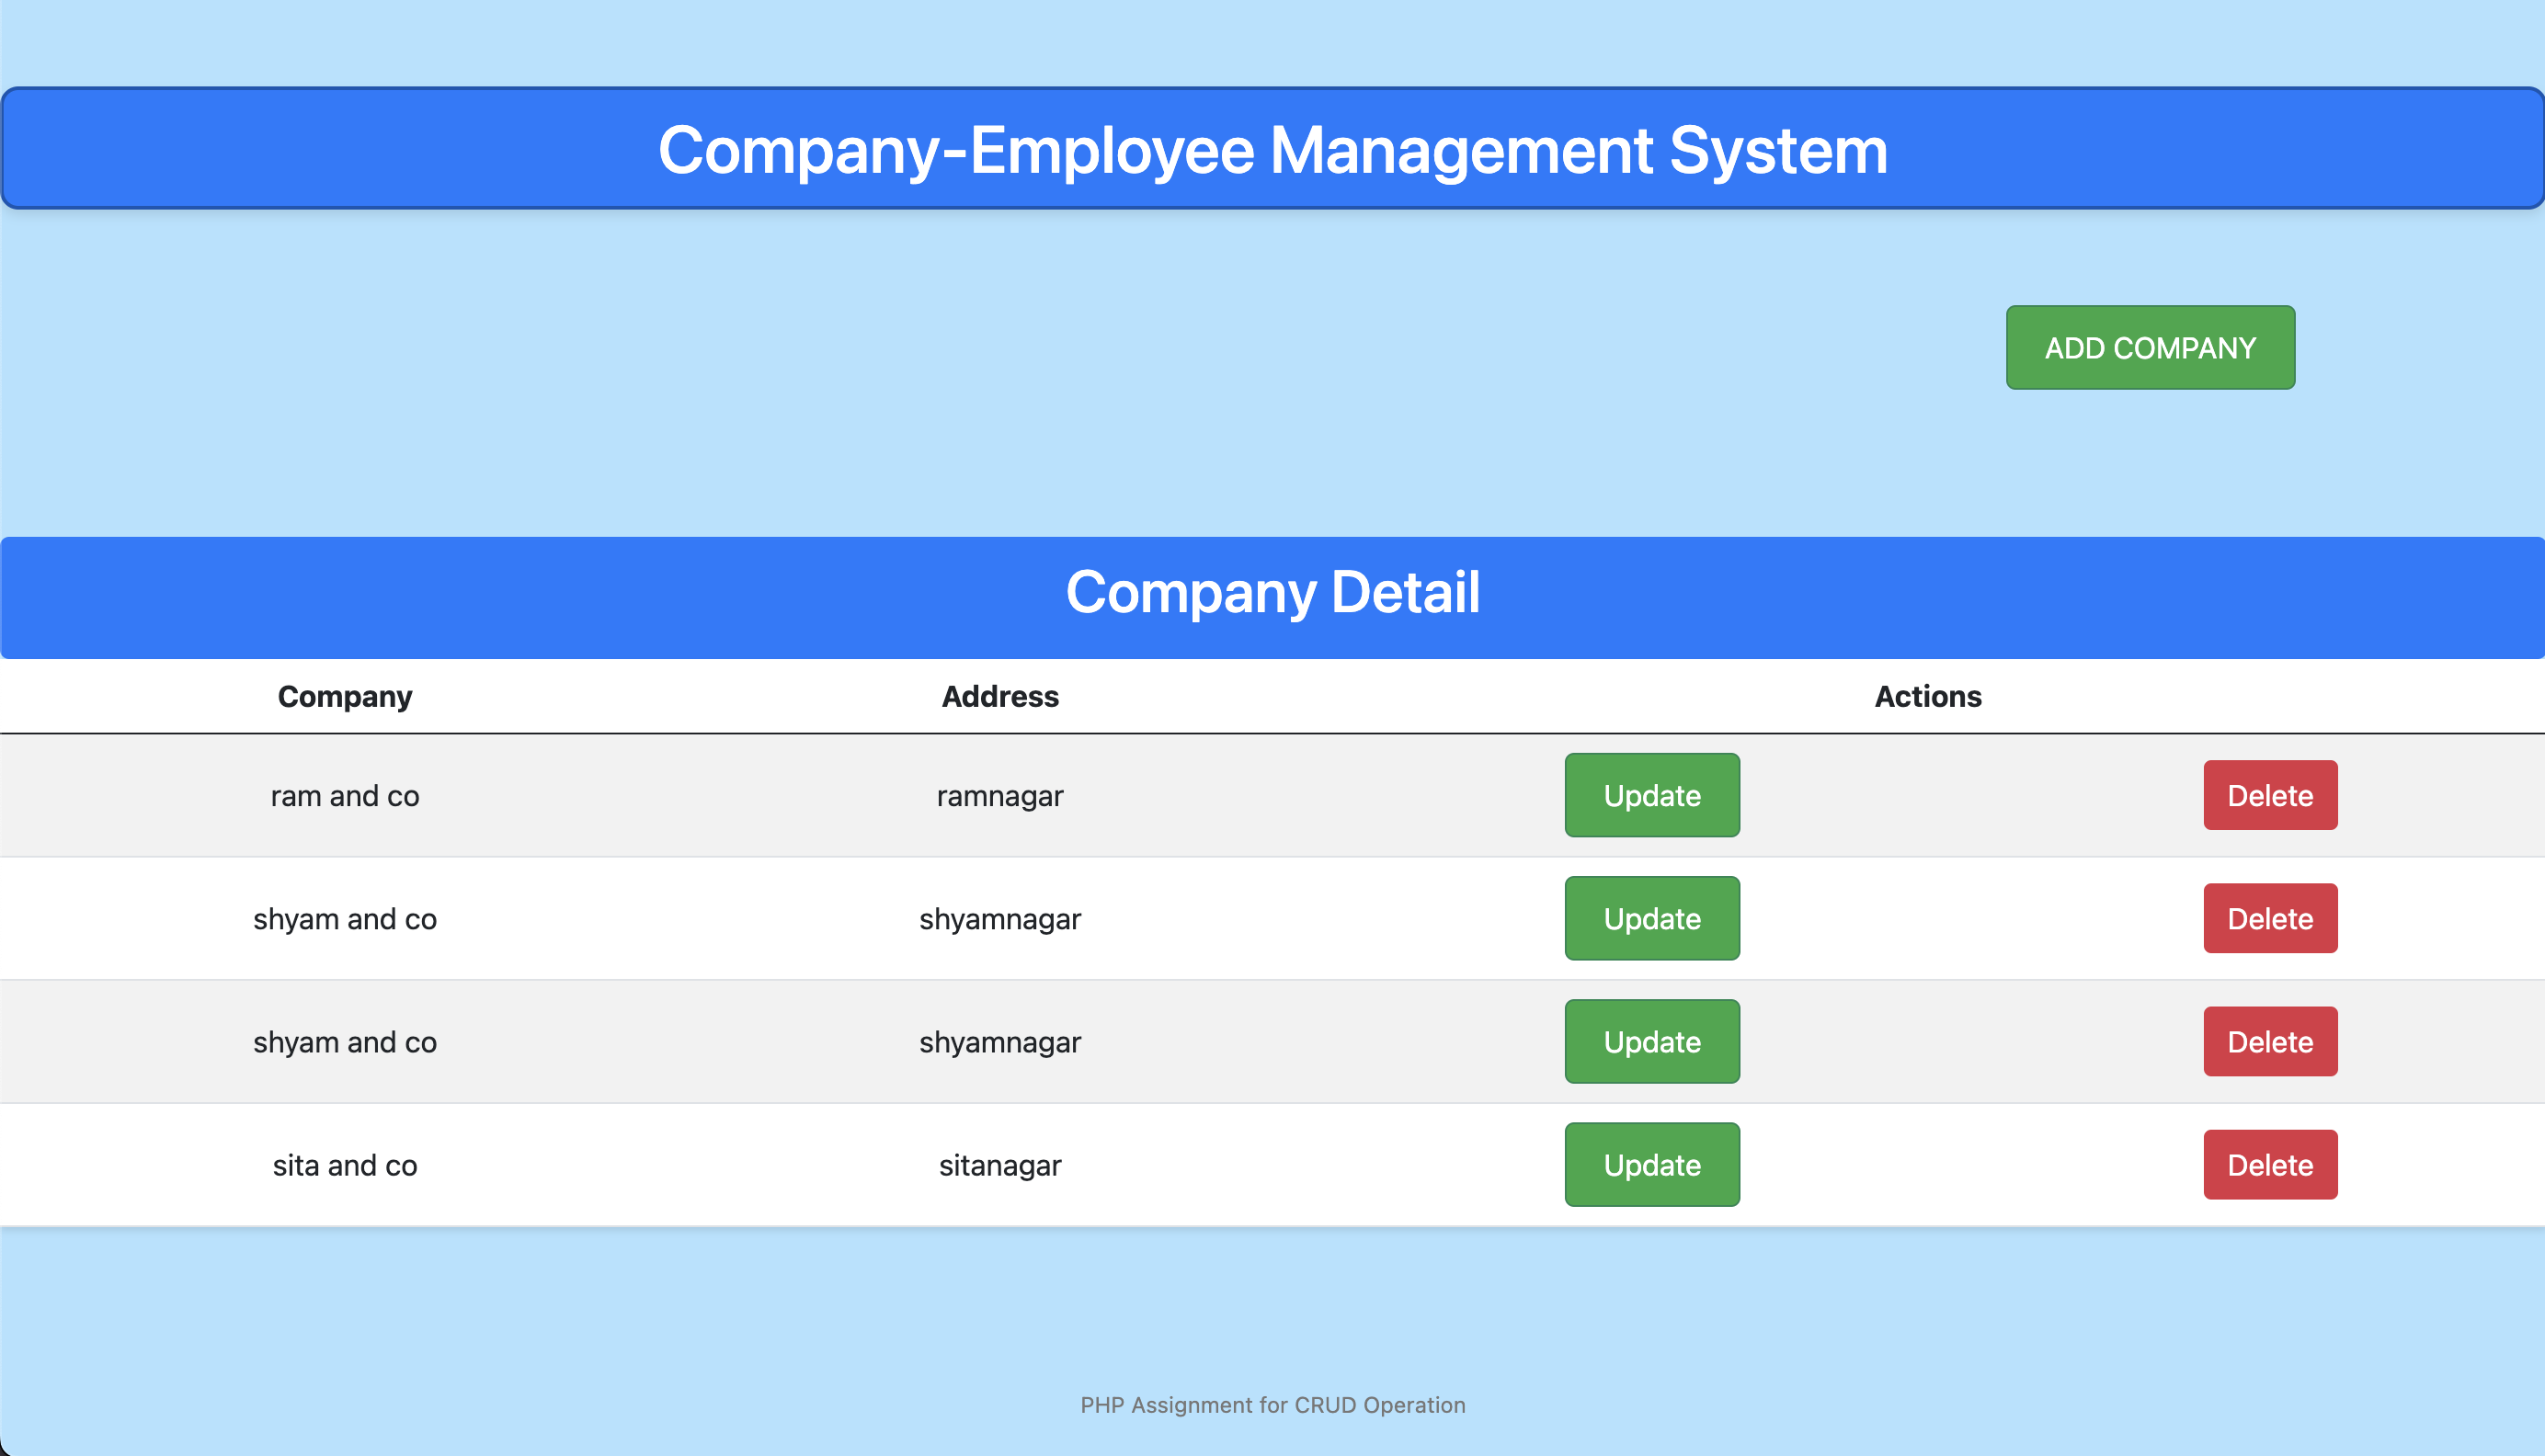 Company-Employee Management System
ADD COMPANY
Company Detail
Company Address Actions
ram and co ramnagar Update Delete
shyam and co shyamnagar Update Delete
shyam and co shyamnagar Update Delete
sita and co sitanagar Update Delete
PHP Assignment for CRUD Operation